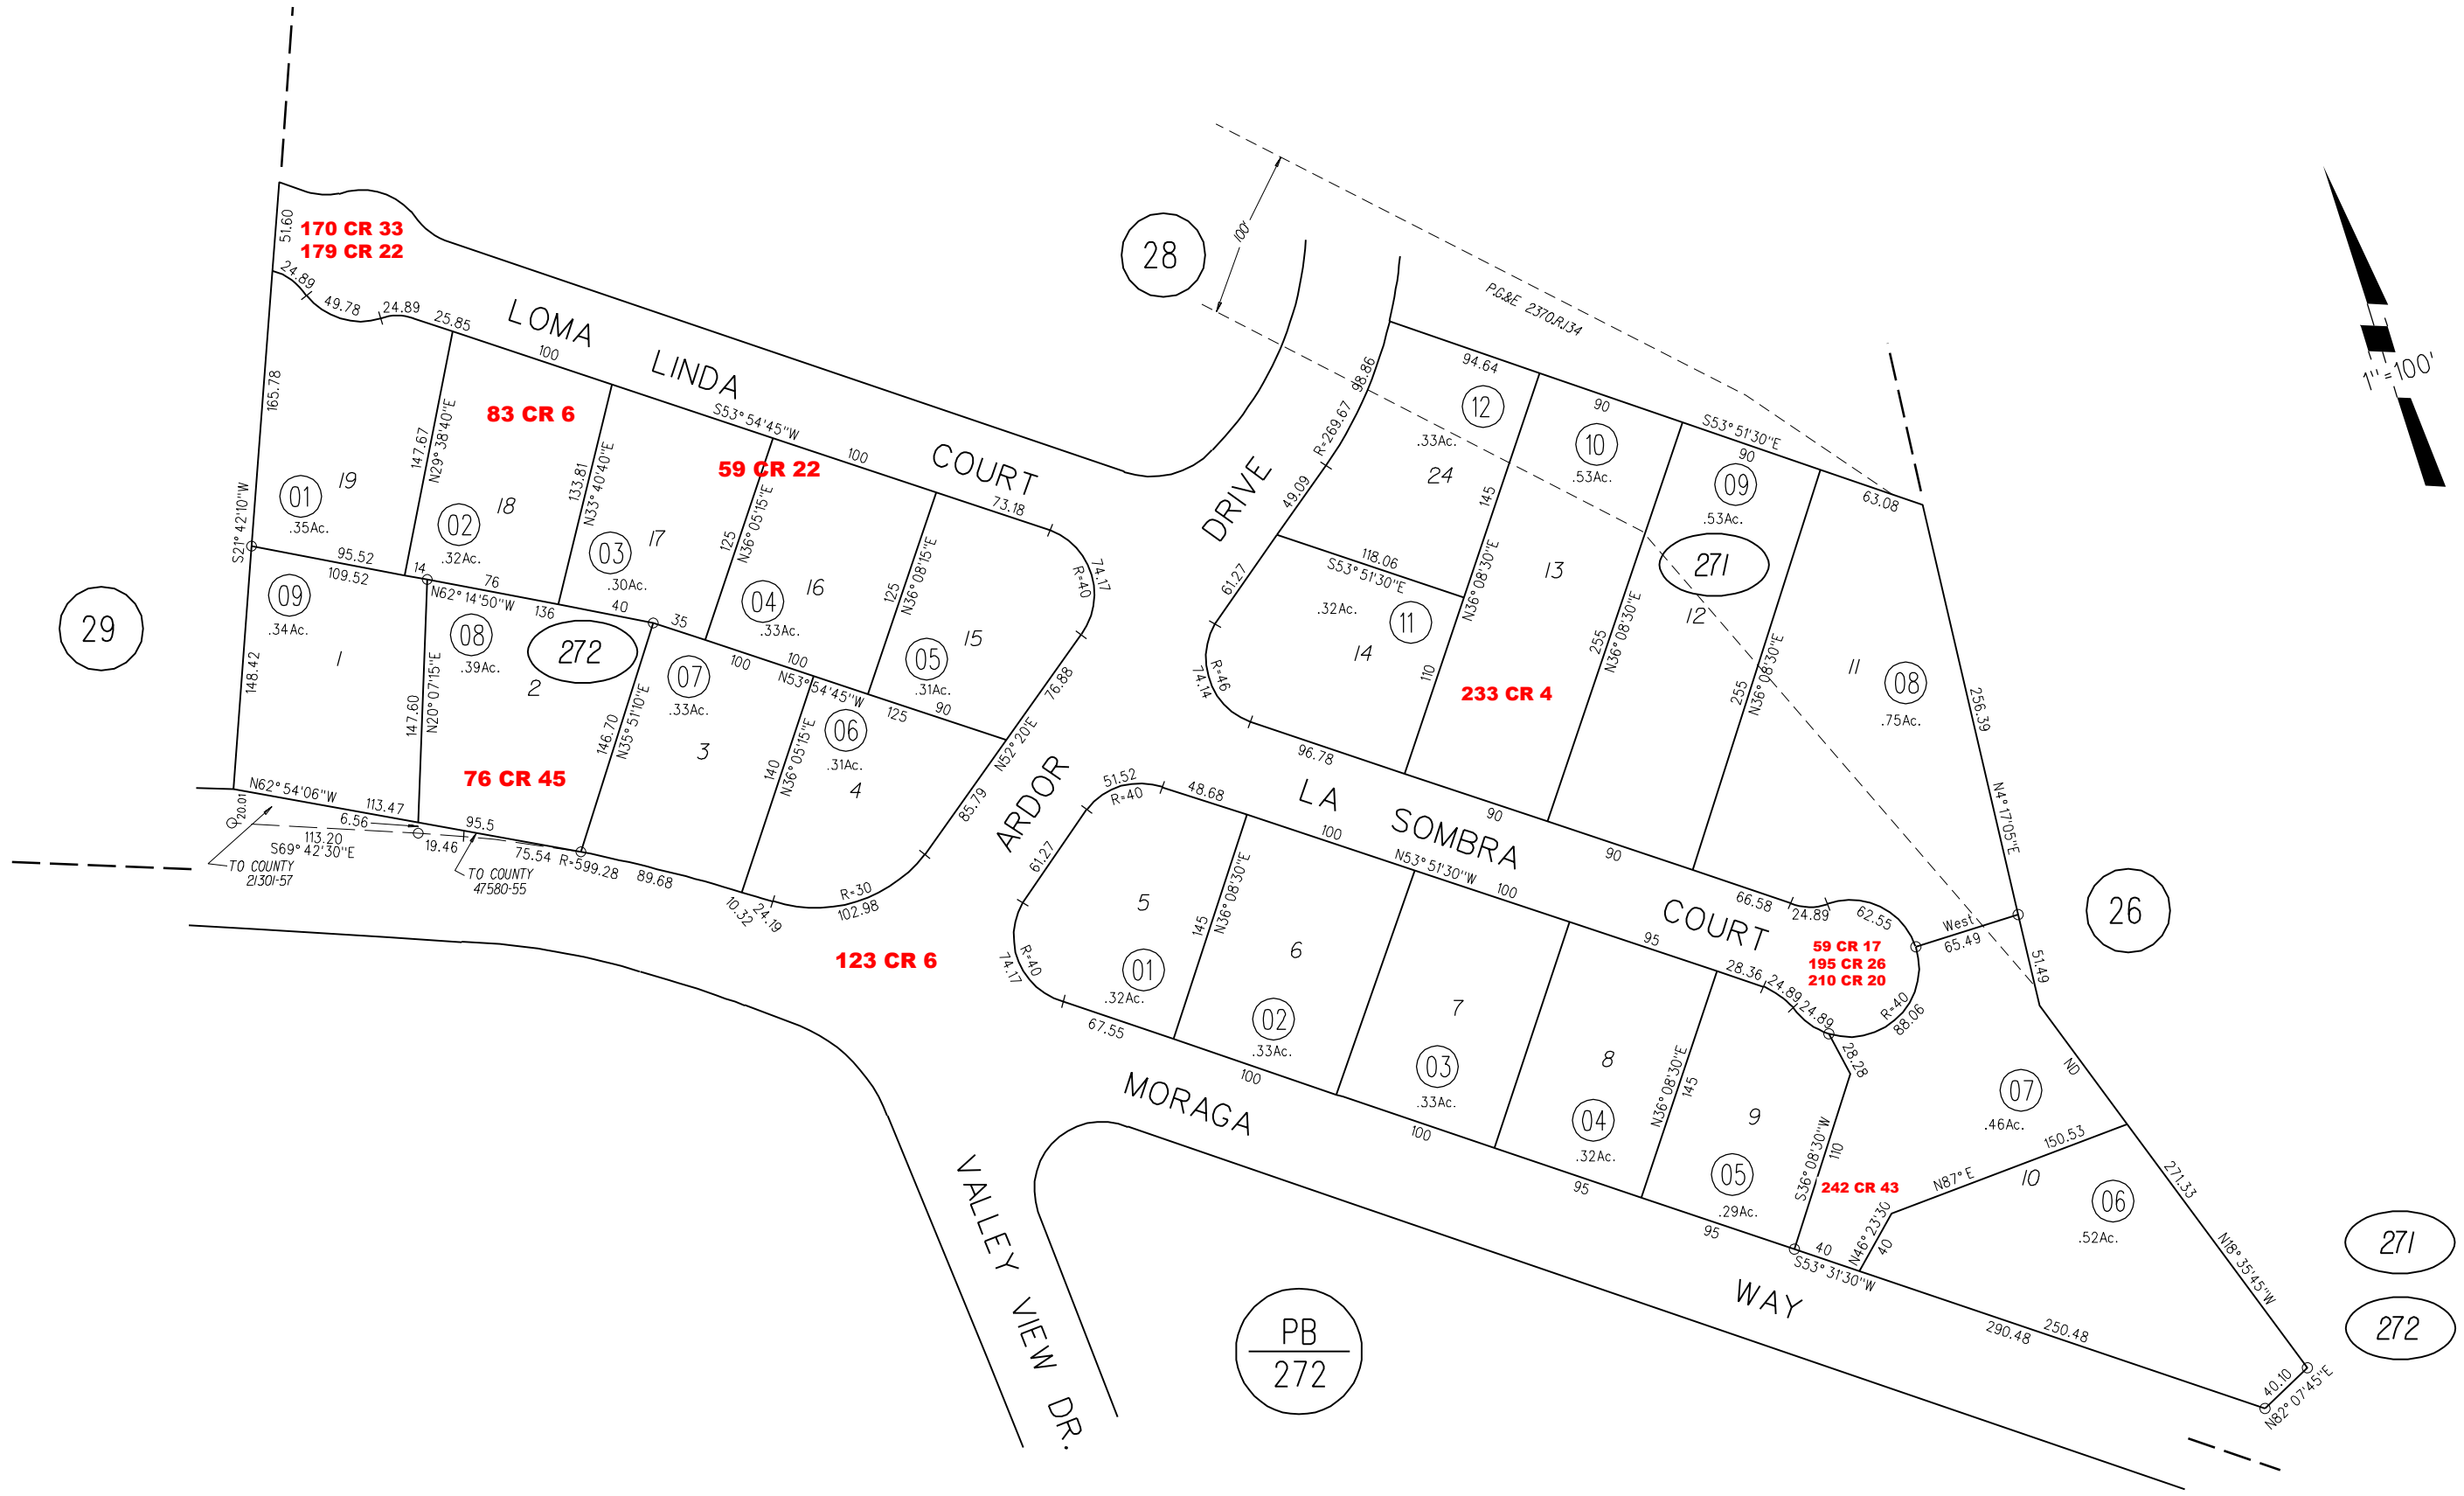 28
29
26
1"=100'
100'
P.G.&E. 2370.R.134
LOMA LINDA COURT
ARDOR DRIVE
LA SOMBRA COURT
MORAGA WAY
VALLEY VIEW DR.
170 CR 33
179 CR 22
83 CR 6
59 CR 22
76 CR 45
123 CR 6
233 CR 4
59 CR 17
195 CR 26
210 CR 20
242 CR 43
51.60
24.89
49.78
24.89
25.85
100
S53°54'45"W
100
73.18
165.78
S21°42'10"W
147.67
N29°38'40"E
133.81
N33°40'40"E
125
N36°05'15"E
125
N36°08'15"E
74.17
R=40
01
19
.35Ac.
02
18
.32Ac.
03
17
.30Ac.
04
16
.33Ac.
05
15
.31Ac.
95.52
109.52
14
N62°14'50"W
76
136
40
35
100
100
N53°54'45"W
125
90
76.88
N52°20'E
85.79
09
.34Ac.
1
08
.39Ac.
2
272
07
.33Ac.
3
06
.31Ac.
4
148.42
147.60
N20°07'15"E
146.70
N35°51'10"E
140
N36°05'15"E
N62°54'06"W
113.47
20.01
6.56
113.20
S69°42'30"E
19.46
95.5
75.54
R=599.28
89.68
10.32
24.19
R=30
102.98
TO COUNTY
21301-57
TO COUNTY
47580-55
94.64
90
S53°51'30"E
90
63.08
98.86
R=269.67
49.09
61.27
12
.33Ac.
24
10
.53Ac.
13
09
.53Ac.
271
12
145
N36°08'30"E
118.06
S53°51'30"E
.32Ac.
11
14
110
255
N36°08'30"E
255
N36°08'30"E
11
08
.75Ac.
R=46
74.14
96.78
90
90
66.58
24.89
62.55
West
65.49
256.39
N4°17'05"E
51.49
51.52
R=40
48.68
100
N53°51'30"W
100
95
28.36
24.89
24.89
R=40
88.06
28.28
61.27
R=40
74.17
5
01
.32Ac.
145
N36°08'30"E
6
02
.33Ac.
7
03
.33Ac.
8
04
.32Ac.
N36°08'30"E
145
9
05
.29Ac.
S36°08'30"W
110
67.55
100
100
95
95
40
S53°31'30"W
N46°23'30
40
N87°E
150.53
ND
07
.46Ac.
10
06
.52Ac.
271.33
N18°35'45"W
290.48
250.48
40.10
N82°07'45"E
PB
272
271
272